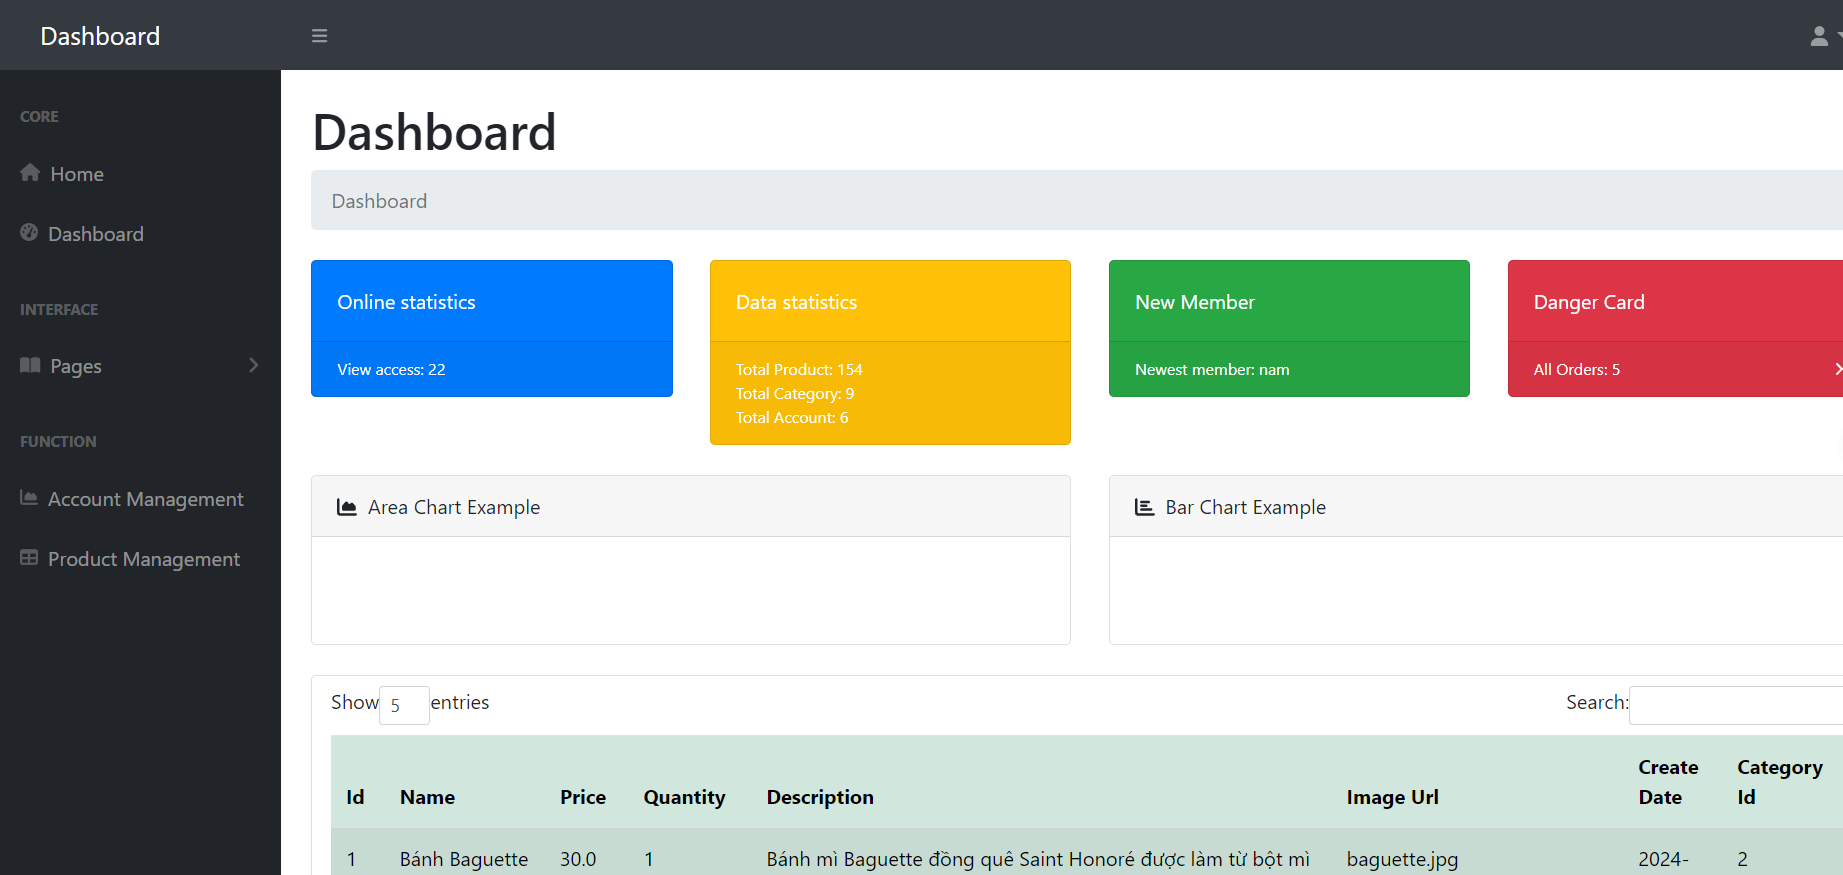 Dashboard
CORE
Home
Dashboard
INTERFACE
Pages
FUNCTION
Account Management
Product Management
Dashboard
Dashboard
Online statistics
View access: 22
Data statistics
Total Product: 154
Total Category: 9
Total Account: 6
New Member
Newest member: nam
Danger Card
All Orders: 5
Area Chart Example
Bar Chart Example
Show 5 entries
Search:
Id Name Price Quantity Description Image Url Create Date Category Id
1 Bánh Baguette 30.0 1 Bánh mì Baguette đồng quê Saint Honoré được làm từ bột mì baguette.jpg 2024- 2